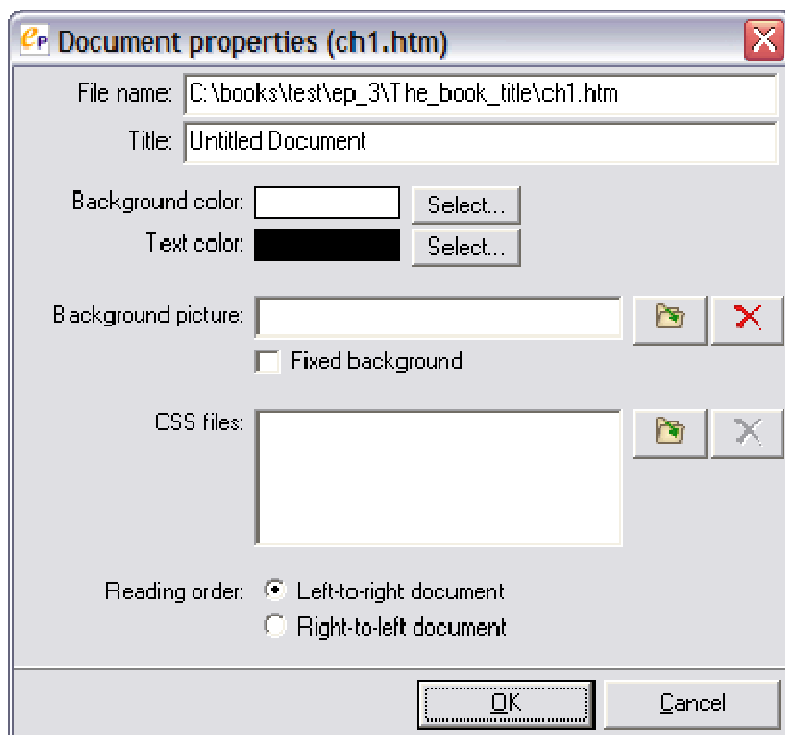 eP Document properties (ch1.htm)
File name: C:\books\test\ep_3\The_book_title\ch1.htm
Title: Untitled Document
Background color: Select...
Text color: Select...
Background picture:
Fixed background
CSS files:
Reading order: Left-to-right document
Right-to-left document
OK Cancel